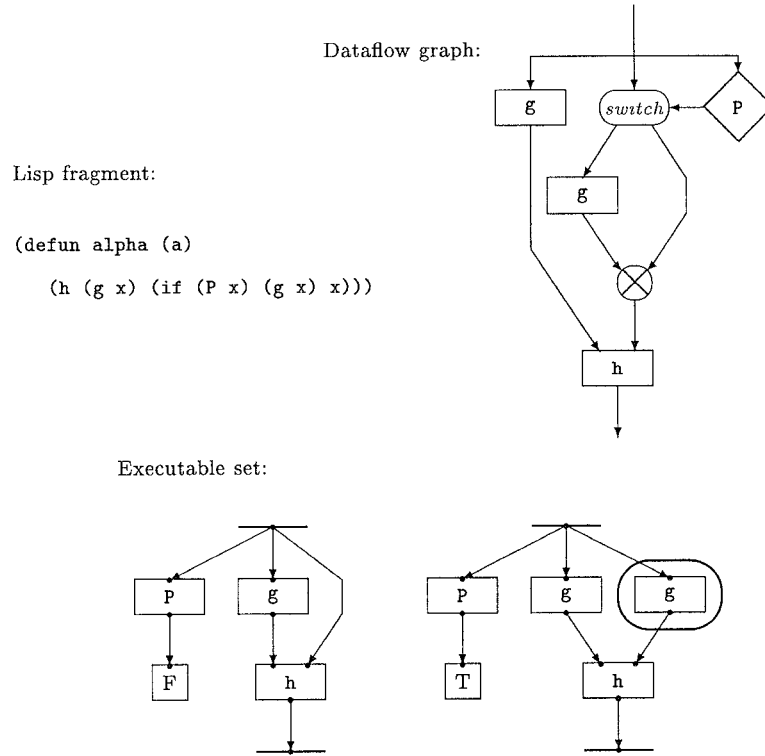 Dataflow graph:
g
switch
P
Lisp fragment:
g
(defun alpha (a)
(h (g x) (if (P x) (g x) x)))
h
Executable set:
P
g
P
g
g
F
h
T
h